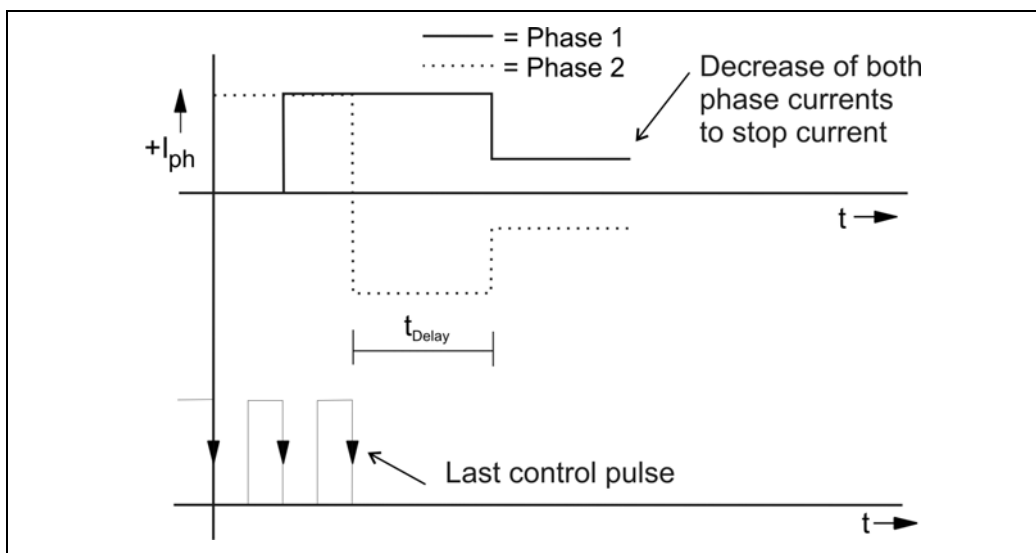 = Phase 1
= Phase 2
Decrease of both
phase currents
to stop current
+Iph
t
tDelay
Last control pulse
t